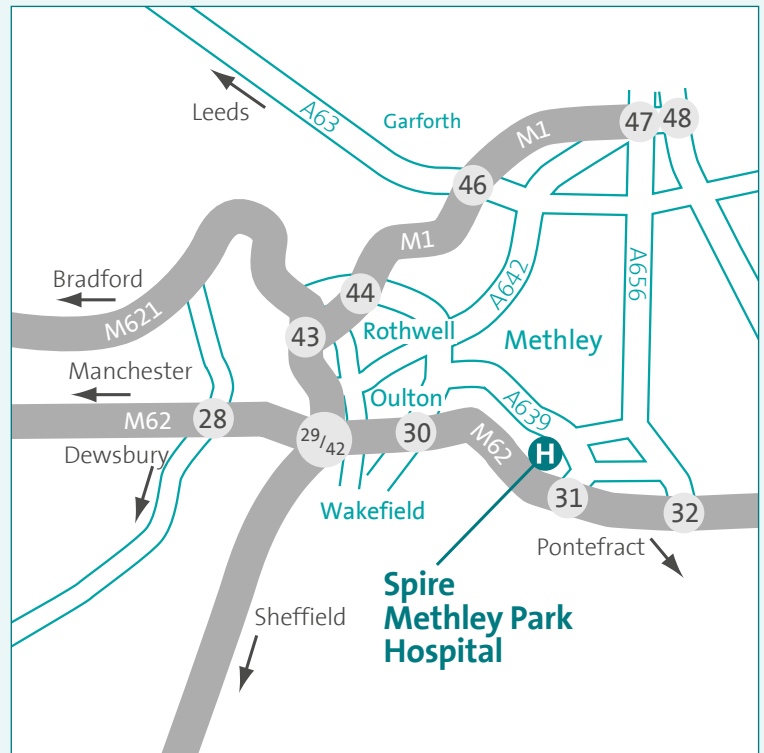 Leeds
A63
Garforth
M1
47
48
46
M1
A642
A656
Bradford
M621
44
43
Rothwell
Methley
Manchester
M62
28
Oulton
A639
Dewsbury
29/42
30
M62
H
31
32
Wakefield
Pontefract
Spire
Methley Park
Hospital
Sheffield